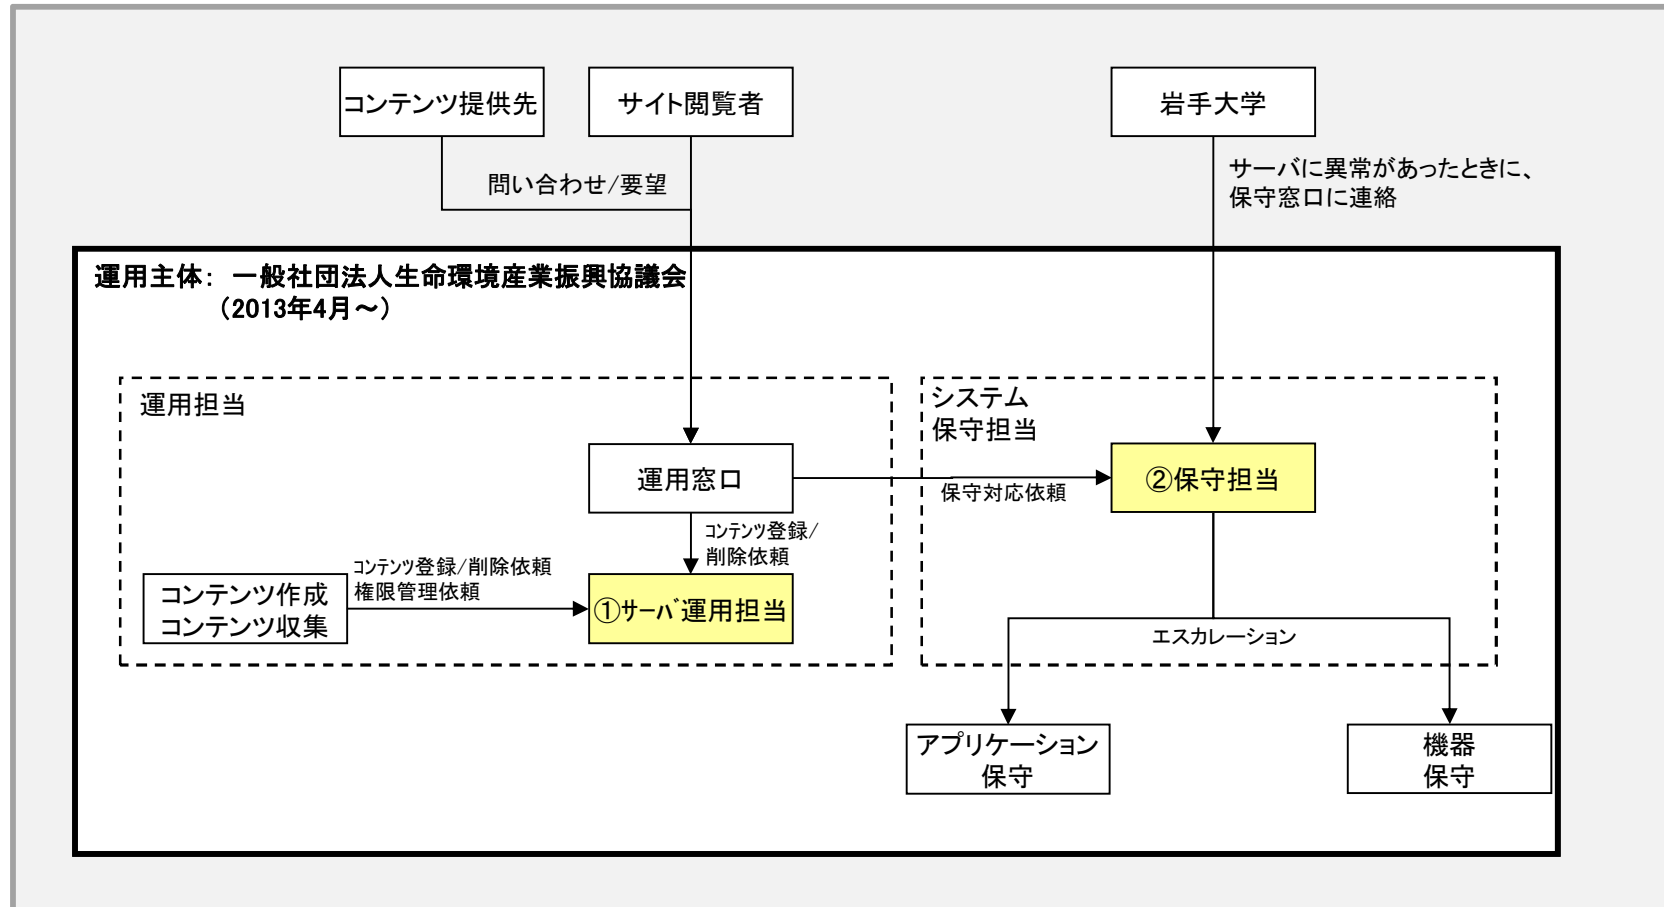 コンテンツ提供先
サイト閲覧者
岩手大学
問い合わせ/要望
サーバに異常があったときに、
保守窓口に連絡
運用主体： 一般社団法人生命環境産業振興協議会
（2013年4月～）
運用担当
システム
保守担当
運用窓口
②保守担当
保守対応依頼
ｺﾝﾃﾝﾂ登録/
削除依頼
ｺﾝﾃﾝﾂ登録/削除依頼
権限管理依頼
コンテンツ作成
コンテンツ収集
①ｻｰﾊﾞ運用担当
エスカレーション
アプリケーション
保守
機器
保守